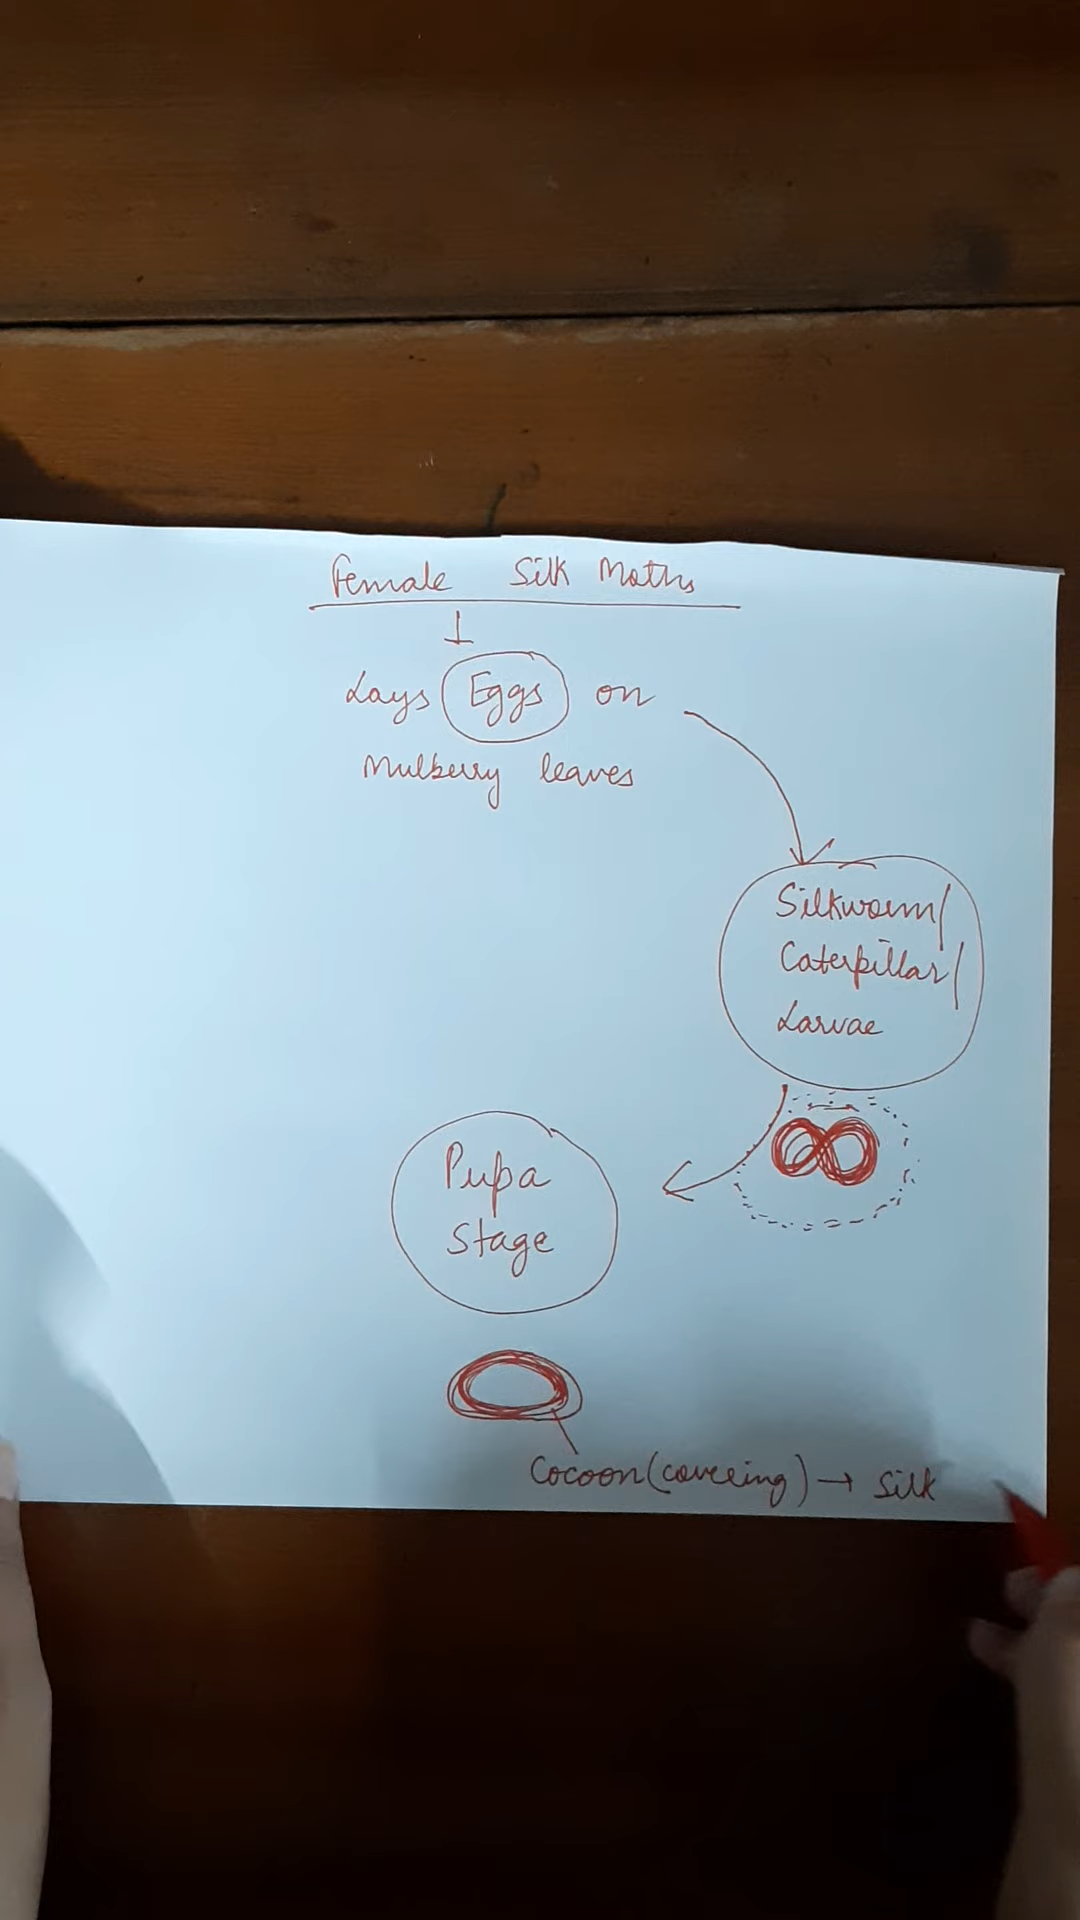 Female Silk Moths
Lays Eggs on
Mulberry leaves
Silkworm/
Caterpillar/
Larvae
Pupa
Stage
Cocoon(covering) → Silk